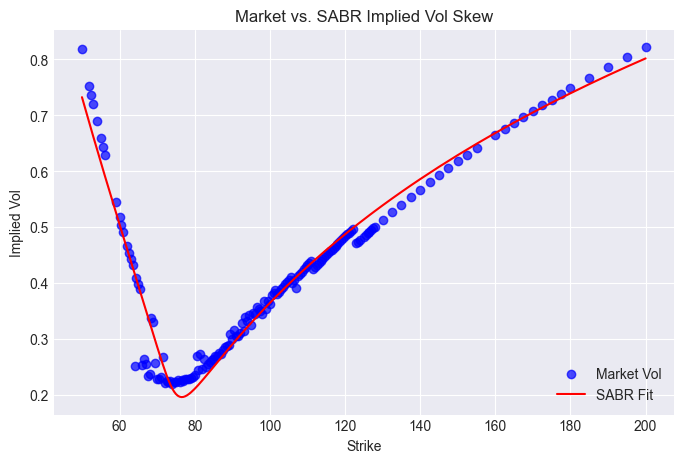 Market vs. SABR Implied Vol Skew
Implied Vol
0.8
0.7
0.6
0.5
0.4
0.3
0.2
60 80 100 120 140 160 180 200
Strike
Market Vol
SABR Fit